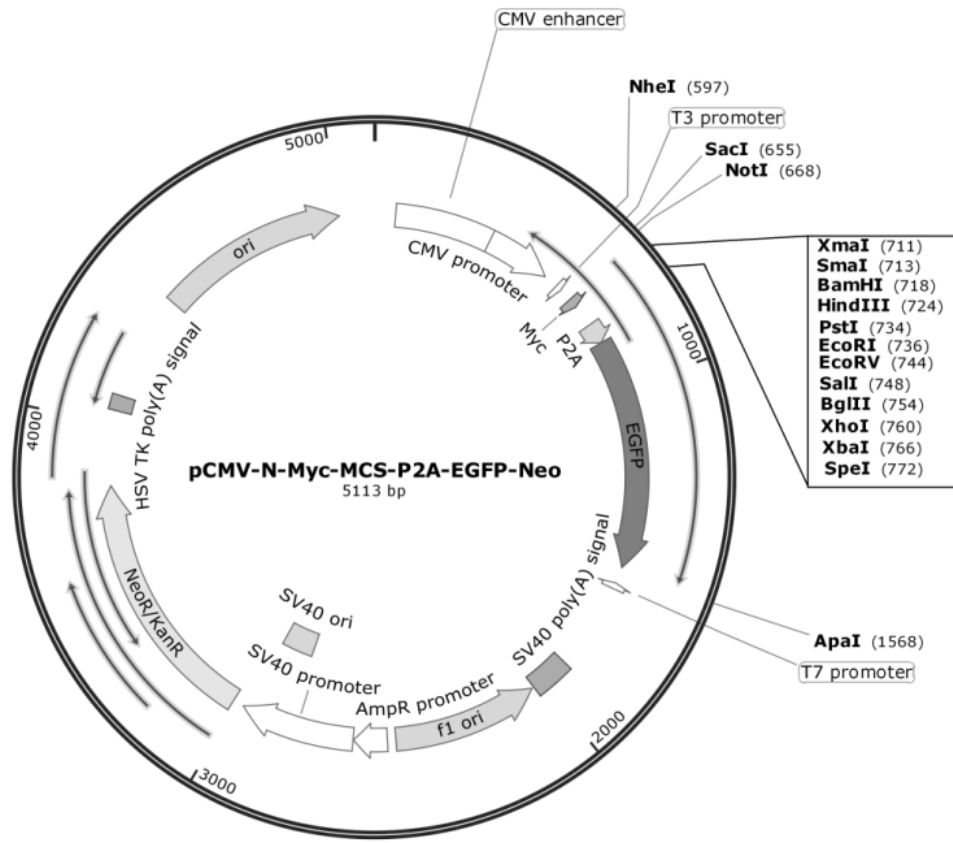 CMV enhancer
NheI (597)
T3 promoter
SacI (655)
NotI (668)
XmaI (711)
SmaI (713)
BamHI (718)
HindIII (724)
PstI (734)
EcoRI (736)
EcoRV (744)
SalI (748)
BglII (754)
XhoI (760)
XbaI (766)
SpeI (772)
5000
ori
CMV promoter
Myc
P2A
1000
EGFP
4000
HSV TK poly(A) signal
pCMV-N-Myc-MCS-P2A-EGFP-Neo
5113 bp
NeoR/KanR
SV40 ori
SV40 promoter
AmpR promoter
f1 ori
SV40 poly(A) signal
ApaI (1568)
T7 promoter
2000
3000